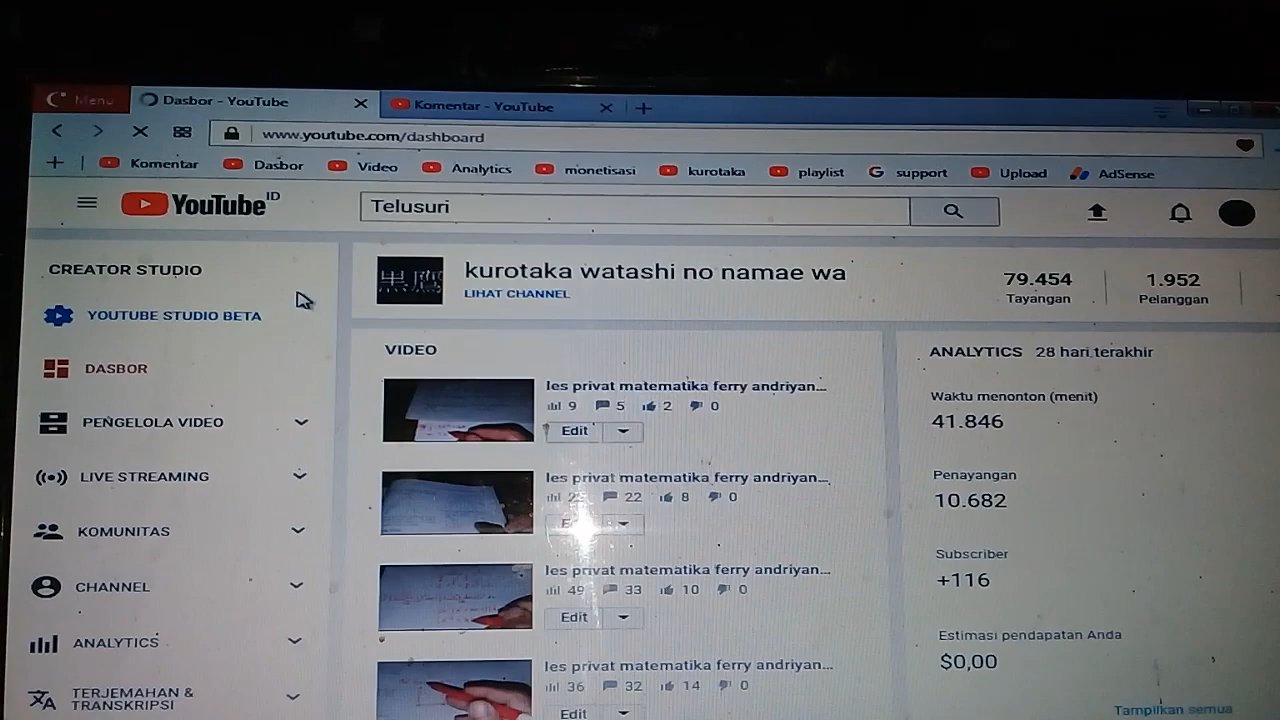 Menu
Dasbor - YouTube
Komentar - YouTube
www.youtube.com/dashboard
Komentar Dasbor Video Analytics monetisasi kurotaka playlist G support Upload AdSense
YouTube ID
Telusuri
CREATOR STUDIO
YOUTUBE STUDIO BETA
DASBOR
PENGELOLA VIDEO
LIVE STREAMING
KOMUNITAS
CHANNEL
ANALYTICS
TERJEMAHAN &
TRANSKRIPSI
黒鷹
kurotaka watashi no namae wa
LIHAT CHANNEL
79.454
Tayangan
1.952
Pelanggan
VIDEO
les privat matematika ferry andriyan...
9 5 2 0
Edit
les privat matematika ferry andriyan...
22 8 0
les privat matematika ferry andriyan...
49 33 10 0
Edit
les privat matematika ferry andriyan...
36 32 14 0
Edit
ANALYTICS 28 hari terakhir
Waktu menonton (menit)
41.846
Penayangan
10.682
Subscriber
+116
Estimasi pendapatan Anda
$0,00
Tampilkan semua